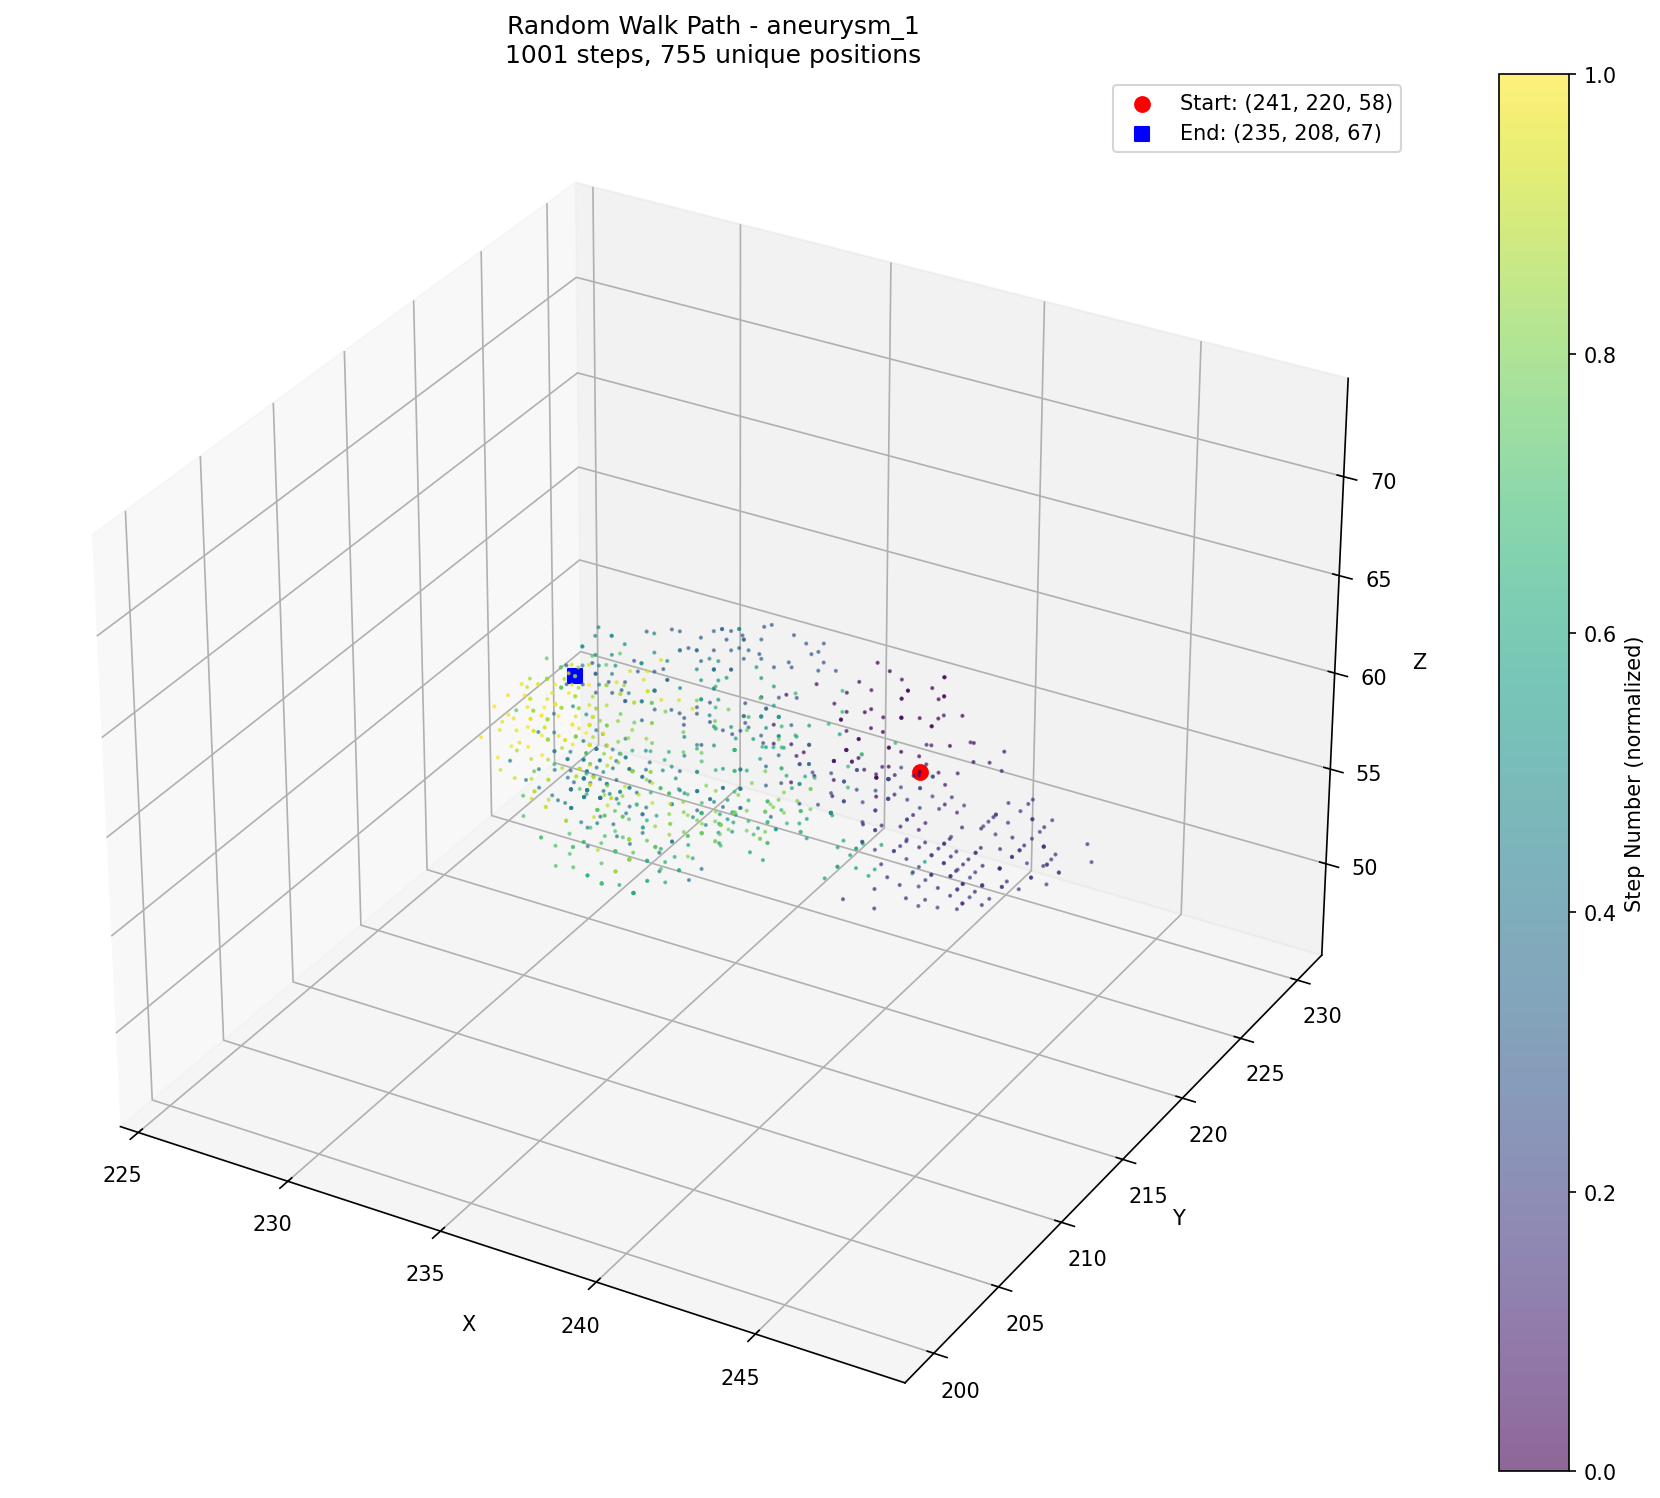 Random Walk Path - aneurysm_1
1001 steps, 755 unique positions
Start: (241, 220, 58)
End: (235, 208, 67)
1.0
0.8
0.6
0.4
0.2
0.0
Step Number (normalized)
70
65
60
55
50
Z
230
225
220
215
210
205
200
Y
225
230
235
240
245
X